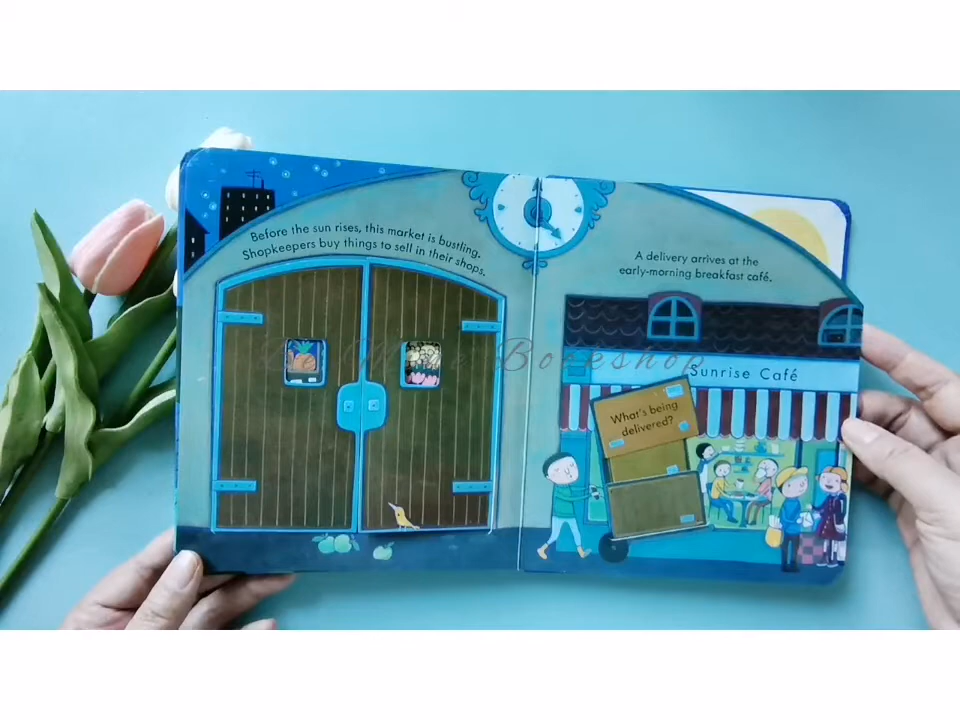 Before the sun rises, this market is bustling.
Shopkeepers buy things to sell in their shops.
A delivery arrives at the
early-morning breakfast café.
Sunrise Café
What's being
delivered?